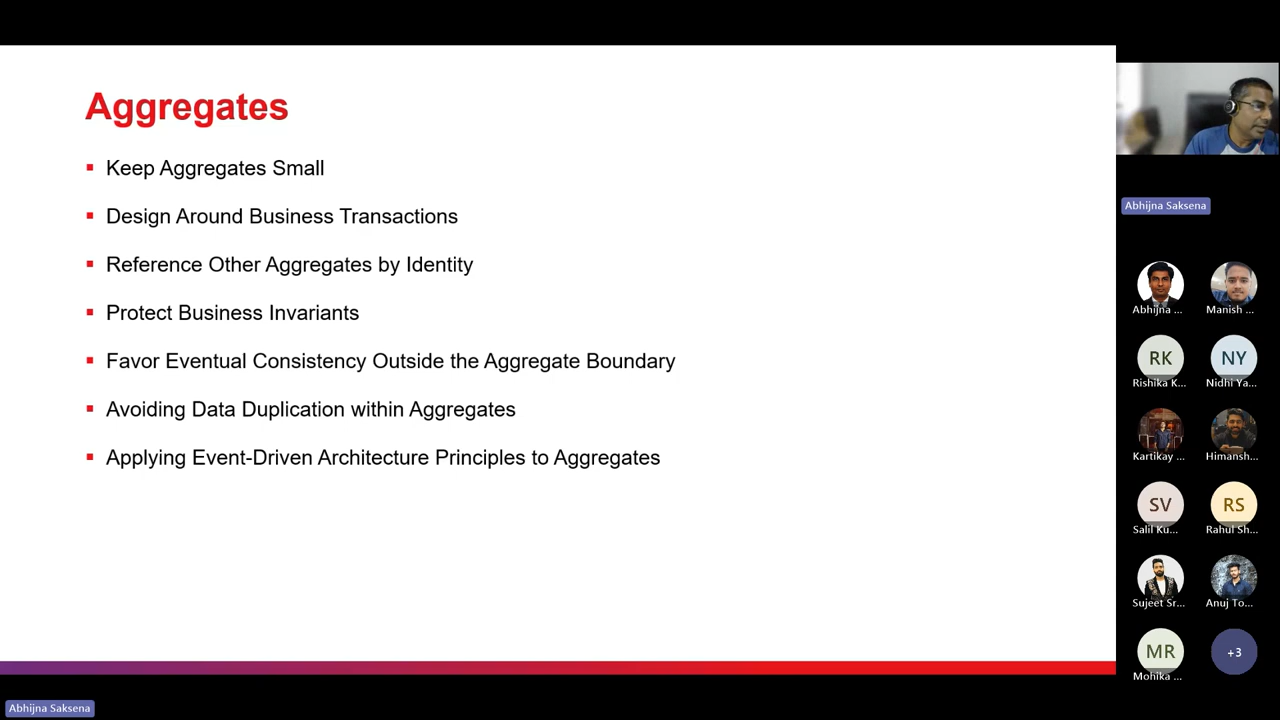 Aggregates
Keep Aggregates Small
Design Around Business Transactions
Reference Other Aggregates by Identity
Protect Business Invariants
Favor Eventual Consistency Outside the Aggregate Boundary
Avoiding Data Duplication within Aggregates
Applying Event-Driven Architecture Principles to Aggregates
Abhijna Saksena
Abhijna ...
Manish ...
RK
NY
Rishika K...
Nidhi Ya...
Kartikay ...
Himansh...
SV
RS
Salil Ku...
Rahul Sh...
Sujeet Sr...
Anuj To...
MR
+3
Mohika ...
Abhijna Saksena